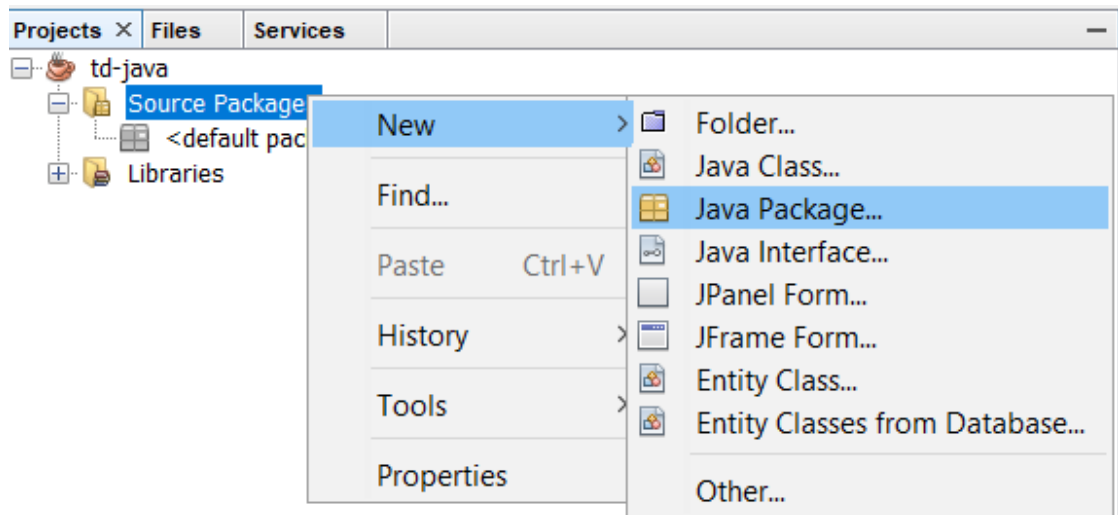 Projects × Files Services
td-java
Source Package
<default pac
Libraries
New
Find...
Paste Ctrl+V
History
Tools
Properties
Folder...
Java Class...
Java Package...
Java Interface...
JPanel Form...
JFrame Form...
Entity Class...
Entity Classes from Database...
Other...